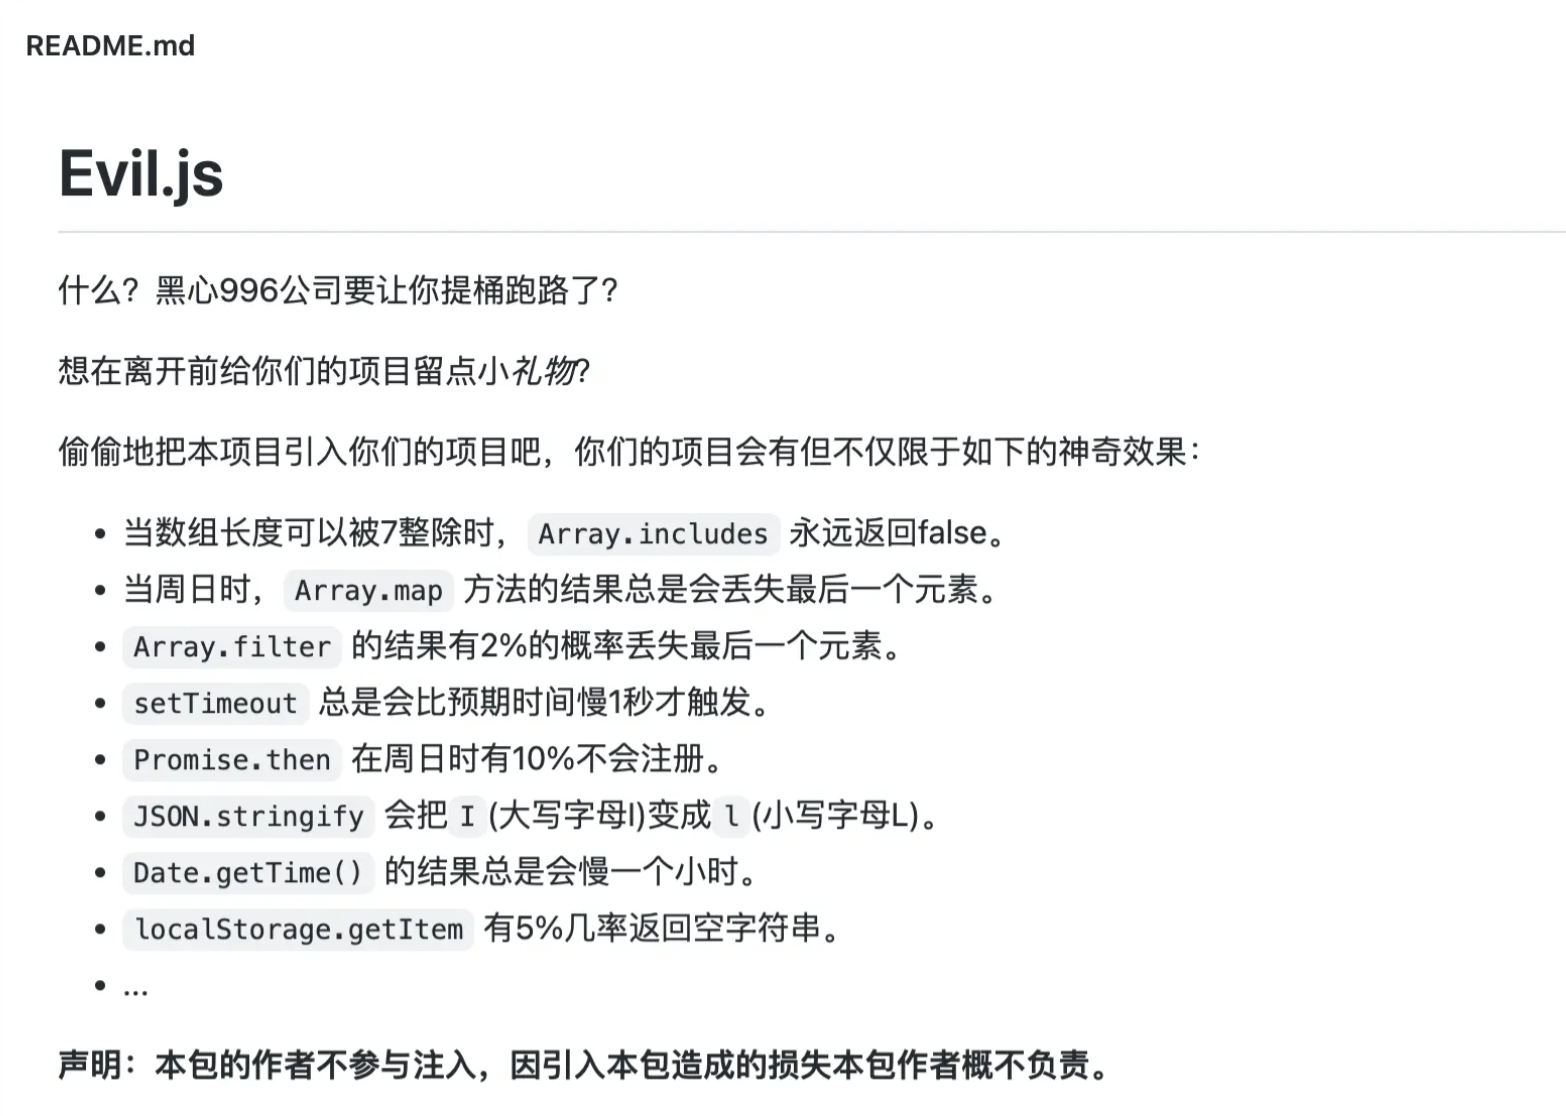 README.md
Evil.js
什么？黑心996公司要让你提桶跑路了？
想在离开前给你们的项目留点小礼物？
偷偷地把本项目引入你们的项目吧，你们的项目会有但不仅限于如下的神奇效果：
• 当数组长度可以被7整除时， Array.includes 永远返回false。
• 当周日时， Array.map 方法的结果总是会丢失最后一个元素。
• Array.filter 的结果有2%的概率丢失最后一个元素。
• setTimeout 总是会比预期时间慢1秒才触发。
• Promise.then 在周日时有10%不会注册。
• JSON.stringify 会把 I (大写字母I)变成 l (小写字母L)。
• Date.getTime() 的结果总是会慢一个小时。
• localStorage.getItem 有5%几率返回空字符串。
• ...
声明：本包的作者不参与注入，因引入本包造成的损失本包作者概不负责。